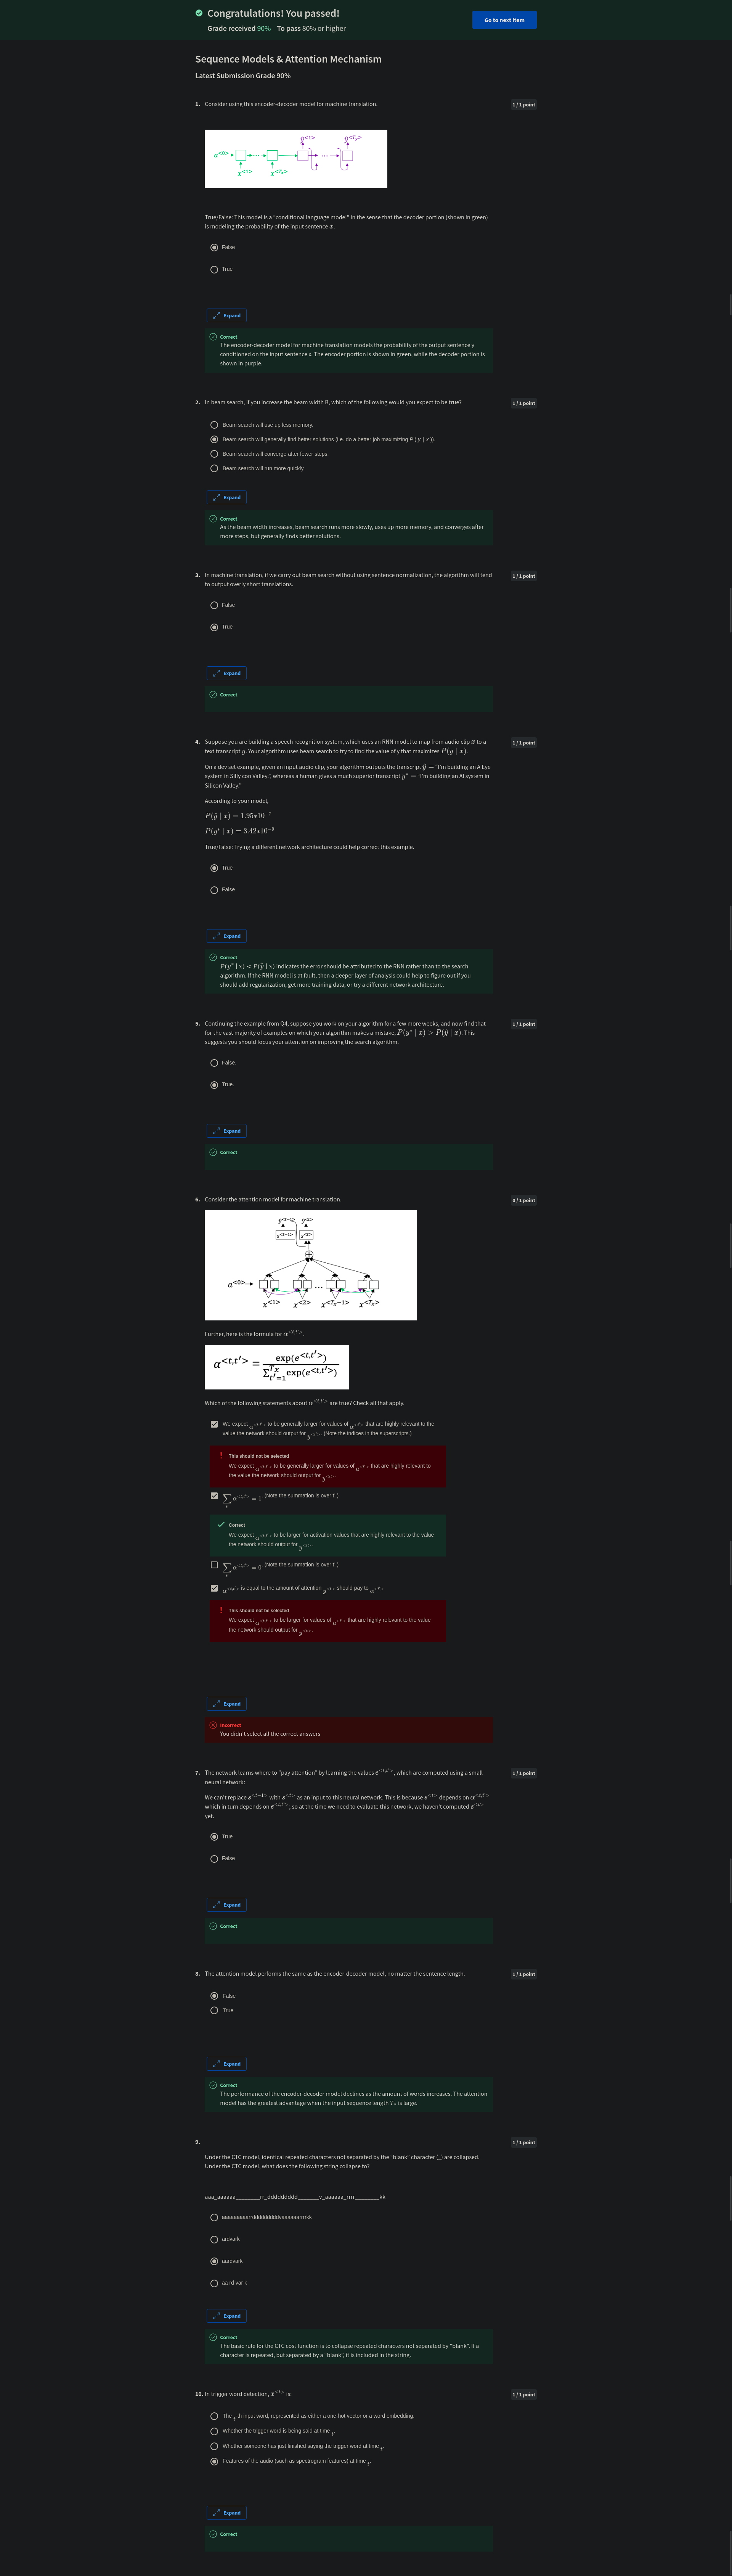 Congratulations! You passed!
Grade received 90% To pass 80% or higher
Go to next item
Sequence Models & Attention Mechanism
Latest Submission Grade 90%
1. Consider using this encoder-decoder model for machine translation.
1 / 1 point
ŷ<1> ŷ<Ty>
a<0>
x<1> x<Tx>
True/False: This model is a "conditional language model" in the sense that the decoder portion (shown in green)
is modeling the probability of the input sentence x.
False
True
Expand
Correct
The encoder-decoder model for machine translation models the probability of the output sentence y
conditioned on the input sentence x. The encoder portion is shown in green, while the decoder portion is
shown in purple.
2. In beam search, if you increase the beam width B, which of the following would you expect to be true?
1 / 1 point
Beam search will use up less memory.
Beam search will generally find better solutions (i.e. do a better job maximizing P(y | x)).
Beam search will converge after fewer steps.
Beam search will run more quickly.
Expand
Correct
As the beam width increases, beam search runs more slowly, uses up more memory, and converges after
more steps, but generally finds better solutions.
3. In machine translation, if we carry out beam search without using sentence normalization, the algorithm will tend
to output overly short translations.
1 / 1 point
False
True
Expand
Correct
4. Suppose you are building a speech recognition system, which uses an RNN model to map from audio clip x to a
text transcript y. Your algorithm uses beam search to try to find the value of y that maximizes P(y | x).
1 / 1 point
On a dev set example, given an input audio clip, your algorithm outputs the transcript ŷ = "I'm building an A Eye
system in Silly con Valley.", whereas a human gives a much superior transcript y* = "I'm building an AI system in
Silicon Valley."
According to your model,
P(ŷ | x) = 1.95*10^-7
P(y* | x) = 3.42*10^-9
True/False: Trying a different network architecture could help correct this example.
True
False
Expand
Correct
P(y* | x) < P(ŷ | x) indicates the error should be attributed to the RNN rather than to the search
algorithm. If the RNN model is at fault, then a deeper layer of analysis could help to figure out if you
should add regularization, get more training data, or try a different network architecture.
5. Continuing the example from Q4, suppose you work on your algorithm for a few more weeks, and now find that
for the vast majority of examples on which your algorithm makes a mistake, P(y* | x) > P(ŷ | x). This
suggests you should focus your attention on improving the search algorithm.
1 / 1 point
False.
True.
Expand
Correct
6. Consider the attention model for machine translation.
0 / 1 point
ŷ<t-1> ŷ<t>
s<t-1> s<t>
a<0>
...
x<1> x<2> x<Tx-1> x<Tx>
Further, here is the formula for α<t,t'>.
α<t,t'> = exp(e<t,t'>) / Σ_{t'=1}^{Tx} exp(e<t,t'>)
Which of the following statements about α<t,t'> are true? Check all that apply.
We expect α<t,t'> to be generally larger for values of
that are highly relevant to the
value the network should output for
(Note the indices in the superscripts.)
This should not be selected
We expect α<t,t'> to be generally larger for values of a<t'> that are highly relevant to
the value the network should output for
Σ α<t,t'> = 1 (Note the summation is over t'.)
Correct
We expect α<t,t'> to be larger for activation values that are highly relevant to the value
the network should output for
Σ α<t,t'> = 0 (Note the summation is over t'.)
α<t,t'> is equal to the amount of attention y<t> should pay to a<t'>
This should not be selected
We expect α<t,t'> to be larger for values of a<t'> that are highly relevant to the value
the network should output for
Expand
Incorrect
You didn't select all the correct answers
7. The network learns where to "pay attention" by learning the values e<t,t'>, which are computed using a small
neural network:
1 / 1 point
We can't replace s<t-1> with s<t> as an input to this neural network. This is because s<t> depends on α<t,t'>
which in turn depends on e<t,t'>; so at the time we need to evaluate this network, we haven't computed s<t>
yet.
True
False
Expand
Correct
8. The attention model performs the same as the encoder-decoder model, no matter the sentence length.
1 / 1 point
False
True
Expand
Correct
The performance of the encoder-decoder model declines as the amount of words increases. The attention
model has the greatest advantage when the input sequence length Tx is large.
9.
1 / 1 point
Under the CTC model, identical repeated characters not separated by the "blank" character (_) are collapsed.
Under the CTC model, what does the following string collapse to?
aaa_aaaaaa________rr_ddddddddd_______v_aaaaaa_rrrr________kk
aaaaaaaaarrdddddddddvaaaaaarrrrkk
ardvark
aardvark
aa rd var k
Expand
Correct
The basic rule for the CTC cost function is to collapse repeated characters not separated by "blank". If a
character is repeated, but separated by a "blank", it is included in the string.
10. In trigger word detection, x<t> is:
1 / 1 point
The t-th input word, represented as either a one-hot vector or a word embedding.
Whether the trigger word is being said at time t.
Whether someone has just finished saying the trigger word at time t.
Features of the audio (such as spectrogram features) at time t.
Expand
Correct